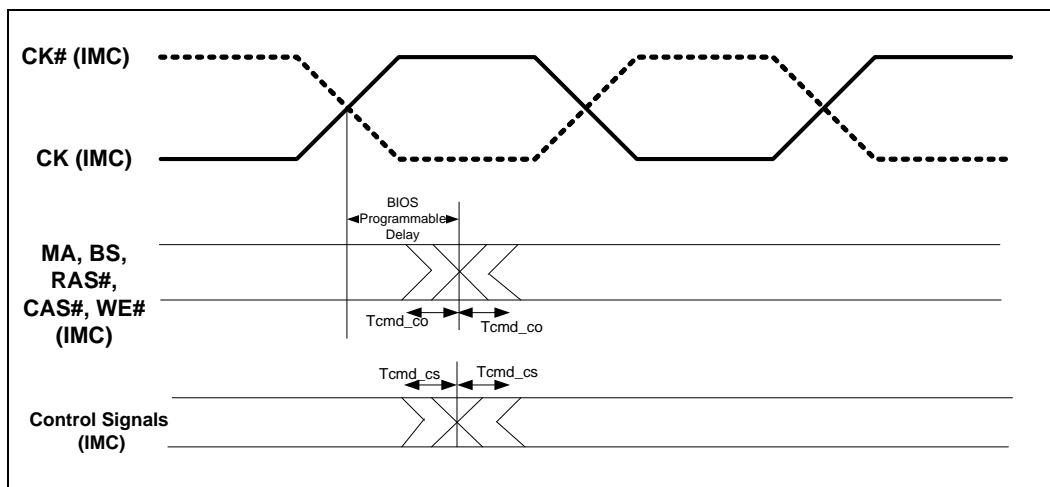 CK# (IMC)
CK (IMC)
BIOS
Programmable
Delay
MA, BS,
RAS#,
CAS#, WE#
(IMC)
Tcmd_co
Tcmd_co
Tcmd_cs
Tcmd_cs
Control Signals
(IMC)